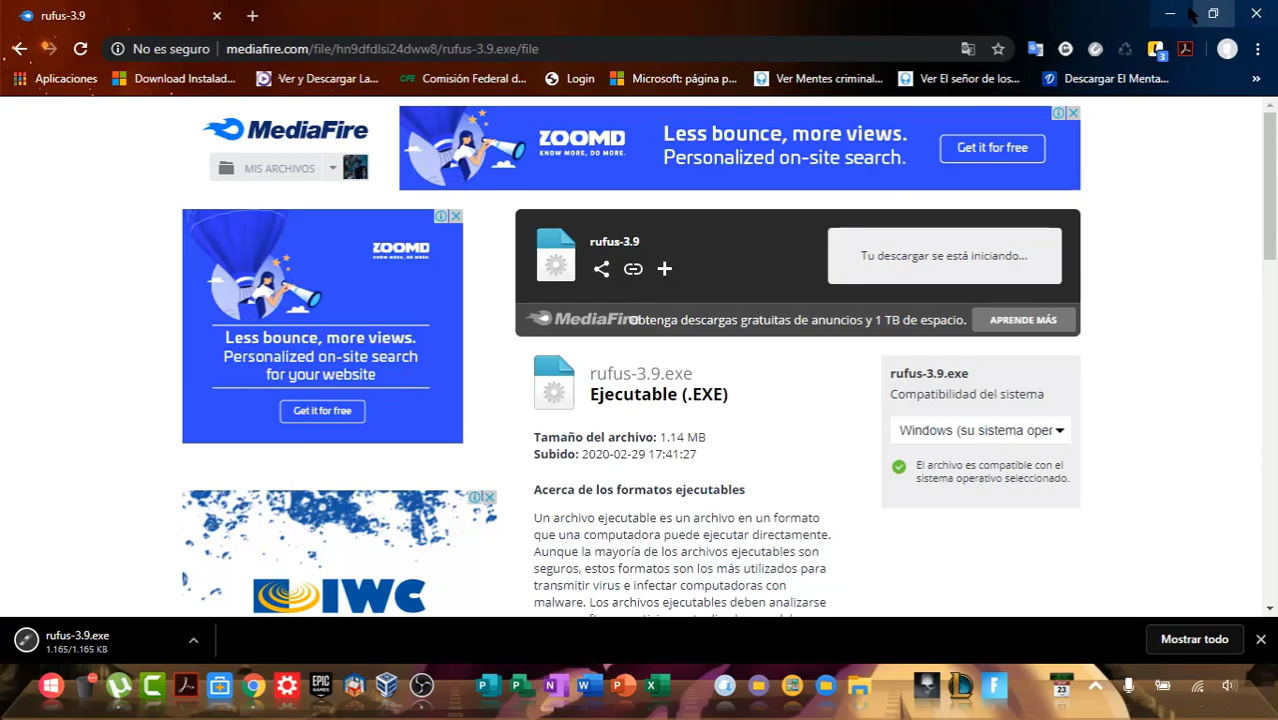 rufus-3.9
No es seguro
mediafire.com/file/hn9dfdlsi24dww8/rufus-3.9.exe/file
Aplicaciones
Download Instalad...
Ver y Descargar La...
CFE
Comisión Federal d...
Login
Microsoft: página p...
Ver Mentes criminal...
Ver El señor de los...
Descargar El Menta...
»
MediaFire
MIS ARCHIVOS
ZOOMD
KNOW MORE, DO MORE.
Less bounce, more views.
Personalized on-site search.
Get it for free
ZOOMD
Less bounce, more views.
Personalized on-site search
for your website
Get it for free
rufus-3.9
Tu descargar se está iniciando...
MediaFire
Obtenga descargas gratuitas de anuncios y 1 TB de espacio.
APRENDE MÁS
rufus-3.9.exe
Ejecutable (.EXE)
Tamaño del archivo: 1.14 MB
Subido: 2020-02-29 17:41:27
Acerca de los formatos ejecutables
Un archivo ejecutable es un archivo en un formato
que una computadora puede ejecutar directamente.
Aunque la mayoría de los archivos ejecutables son
seguros, estos formatos son los más utilizados para
transmitir virus e infectar computadoras con
malware. Los archivos ejecutables deben analizarse
rufus-3.9.exe
Compatibilidad del sistema
Windows (su sistema oper
El archivo es compatible con el
sistema operativo seleccionado.
IWC
rufus-3.9.exe
1.165/1.165 KB
Mostrar todo
EPIC
GAMES
23